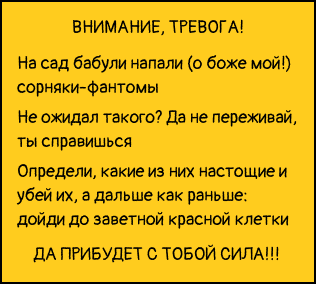 ВНИМАНИЕ, ТРЕВОГА!
На сад бабули напали (о боже мой!)
сорняки-фантомы
Не ожидал такого? Да не переживай,
ты справишься
Определи, какие из них настощие и
убей их, а дальше как раньше:
дойди до заветной красной клетки
ДА ПРИБУДЕТ С ТОБОЙ СИЛА!!!